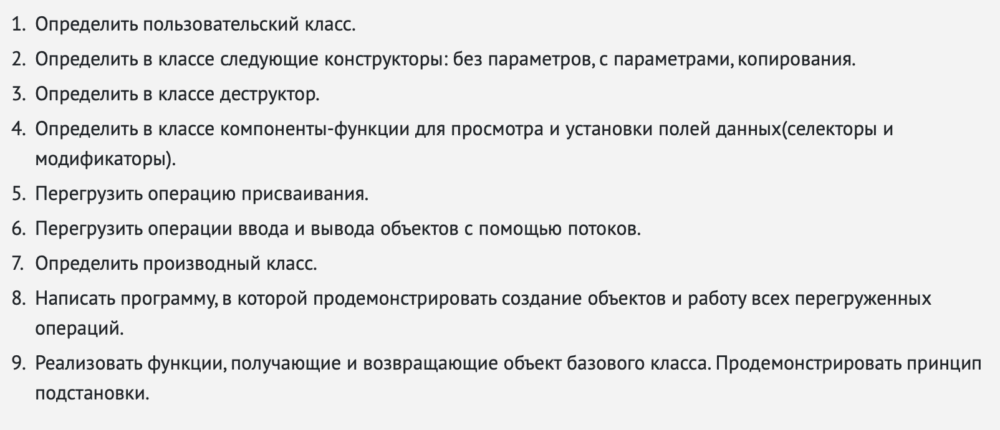 1. Определить пользовательский класс.
2. Определить в классе следующие конструкторы: без параметров, с параметрами, копирования.
3. Определить в классе деструктор.
4. Определить в классе компоненты-функции для просмотра и установки полей данных(селекторы и
модификаторы).
5. Перегрузить операцию присваивания.
6. Перегрузить операции ввода и вывода объектов с помощью потоков.
7. Определить производный класс.
8. Написать программу, в которой продемонстрировать создание объектов и работу всех перегруженных
операций.
9. Реализовать функции, получающие и возвращающие объект базового класса. Продемонстрировать принцип
подстановки.